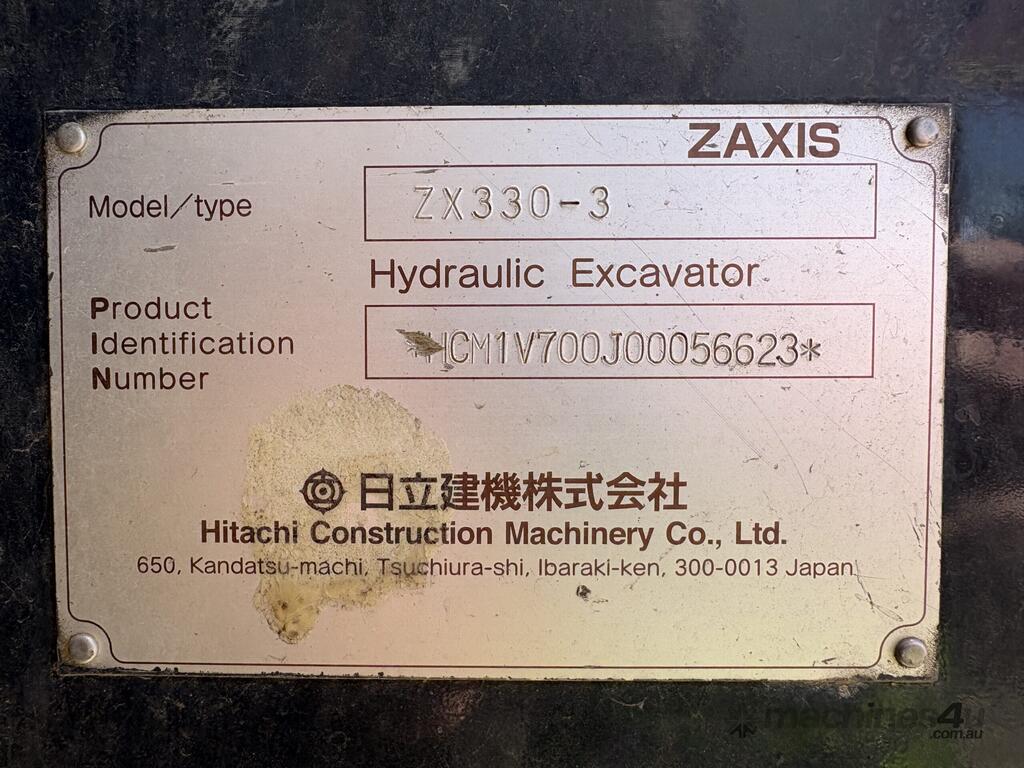 ZAXIS
Model/type
ZX330-3
Hydraulic Excavator
Product
Identification
Number
*HCM1V700J00056623*
日立建機株式会社
Hitachi Construction Machinery Co., Ltd.
650, Kandatsu-machi, Tsuchiura-shi, Ibaraki-ken, 300-0013 Japan
machines4u
.com.au